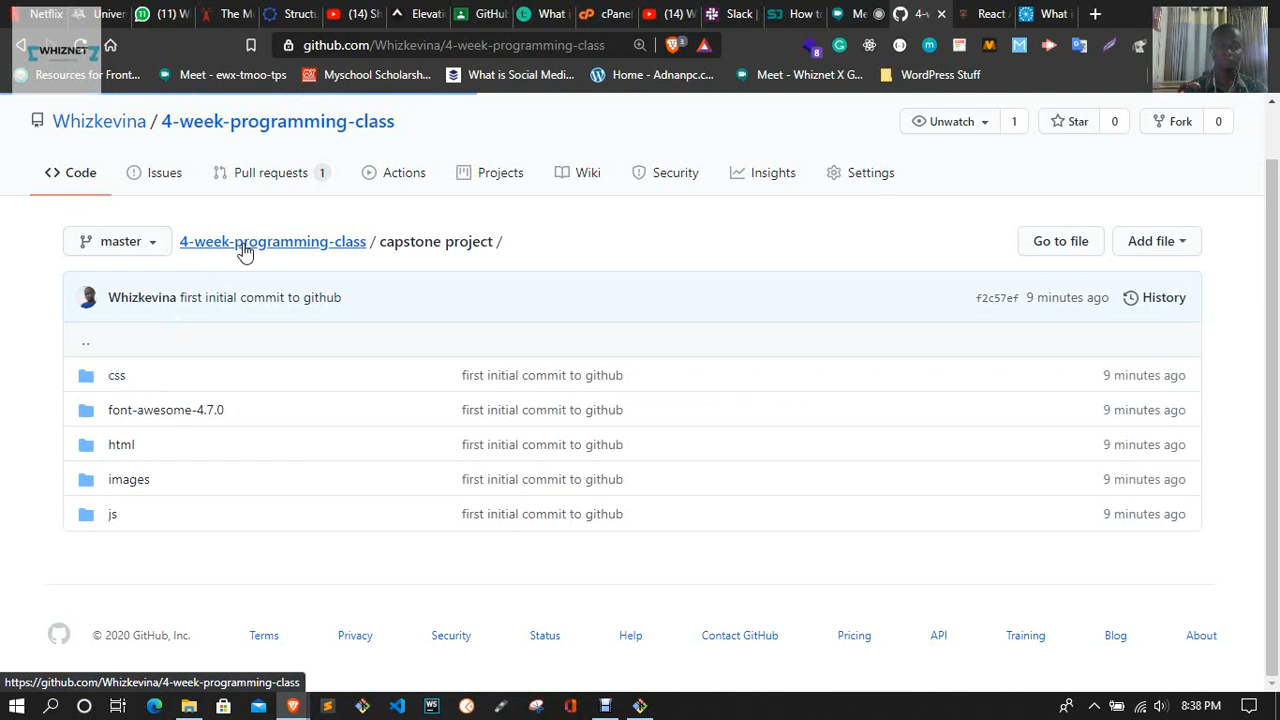 Netflix
(11) W
Univer
The M
Structu
(14) Sh
Elevat
GitHub
What i
cPanel
(14) W
Slack |
How to
Me
4-v
React
What i
WHIZNET
github.com/Whizkevina/4-week-programming-class
3
8
Resources for Front...
Meet - ewx-tmoo-tps
Myschool Scholarsh...
What is Social Medi...
Home - Adnanpc.co...
Meet - Whiznet X G...
WordPress Stuff
Whizkevina / 4-week-programming-class
Unwatch 1
Star 0
Fork 0
Code
Issues
Pull requests 1
Actions
Projects
Wiki
Security
Insights
Settings
master
4-week-programming-class / capstone project /
Go to file
Add file
Whizkevina first initial commit to github
f2c57ef 9 minutes ago
History
..
css first initial commit to github 9 minutes ago
font-awesome-4.7.0 first initial commit to github 9 minutes ago
html first initial commit to github 9 minutes ago
images first initial commit to github 9 minutes ago
js first initial commit to github 9 minutes ago
© 2020 GitHub, Inc.
Terms
Privacy
Security
Status
Help
Contact GitHub
Pricing
API
Training
Blog
About
https://github.com/Whizkevina/4-week-programming-class
8:38 PM